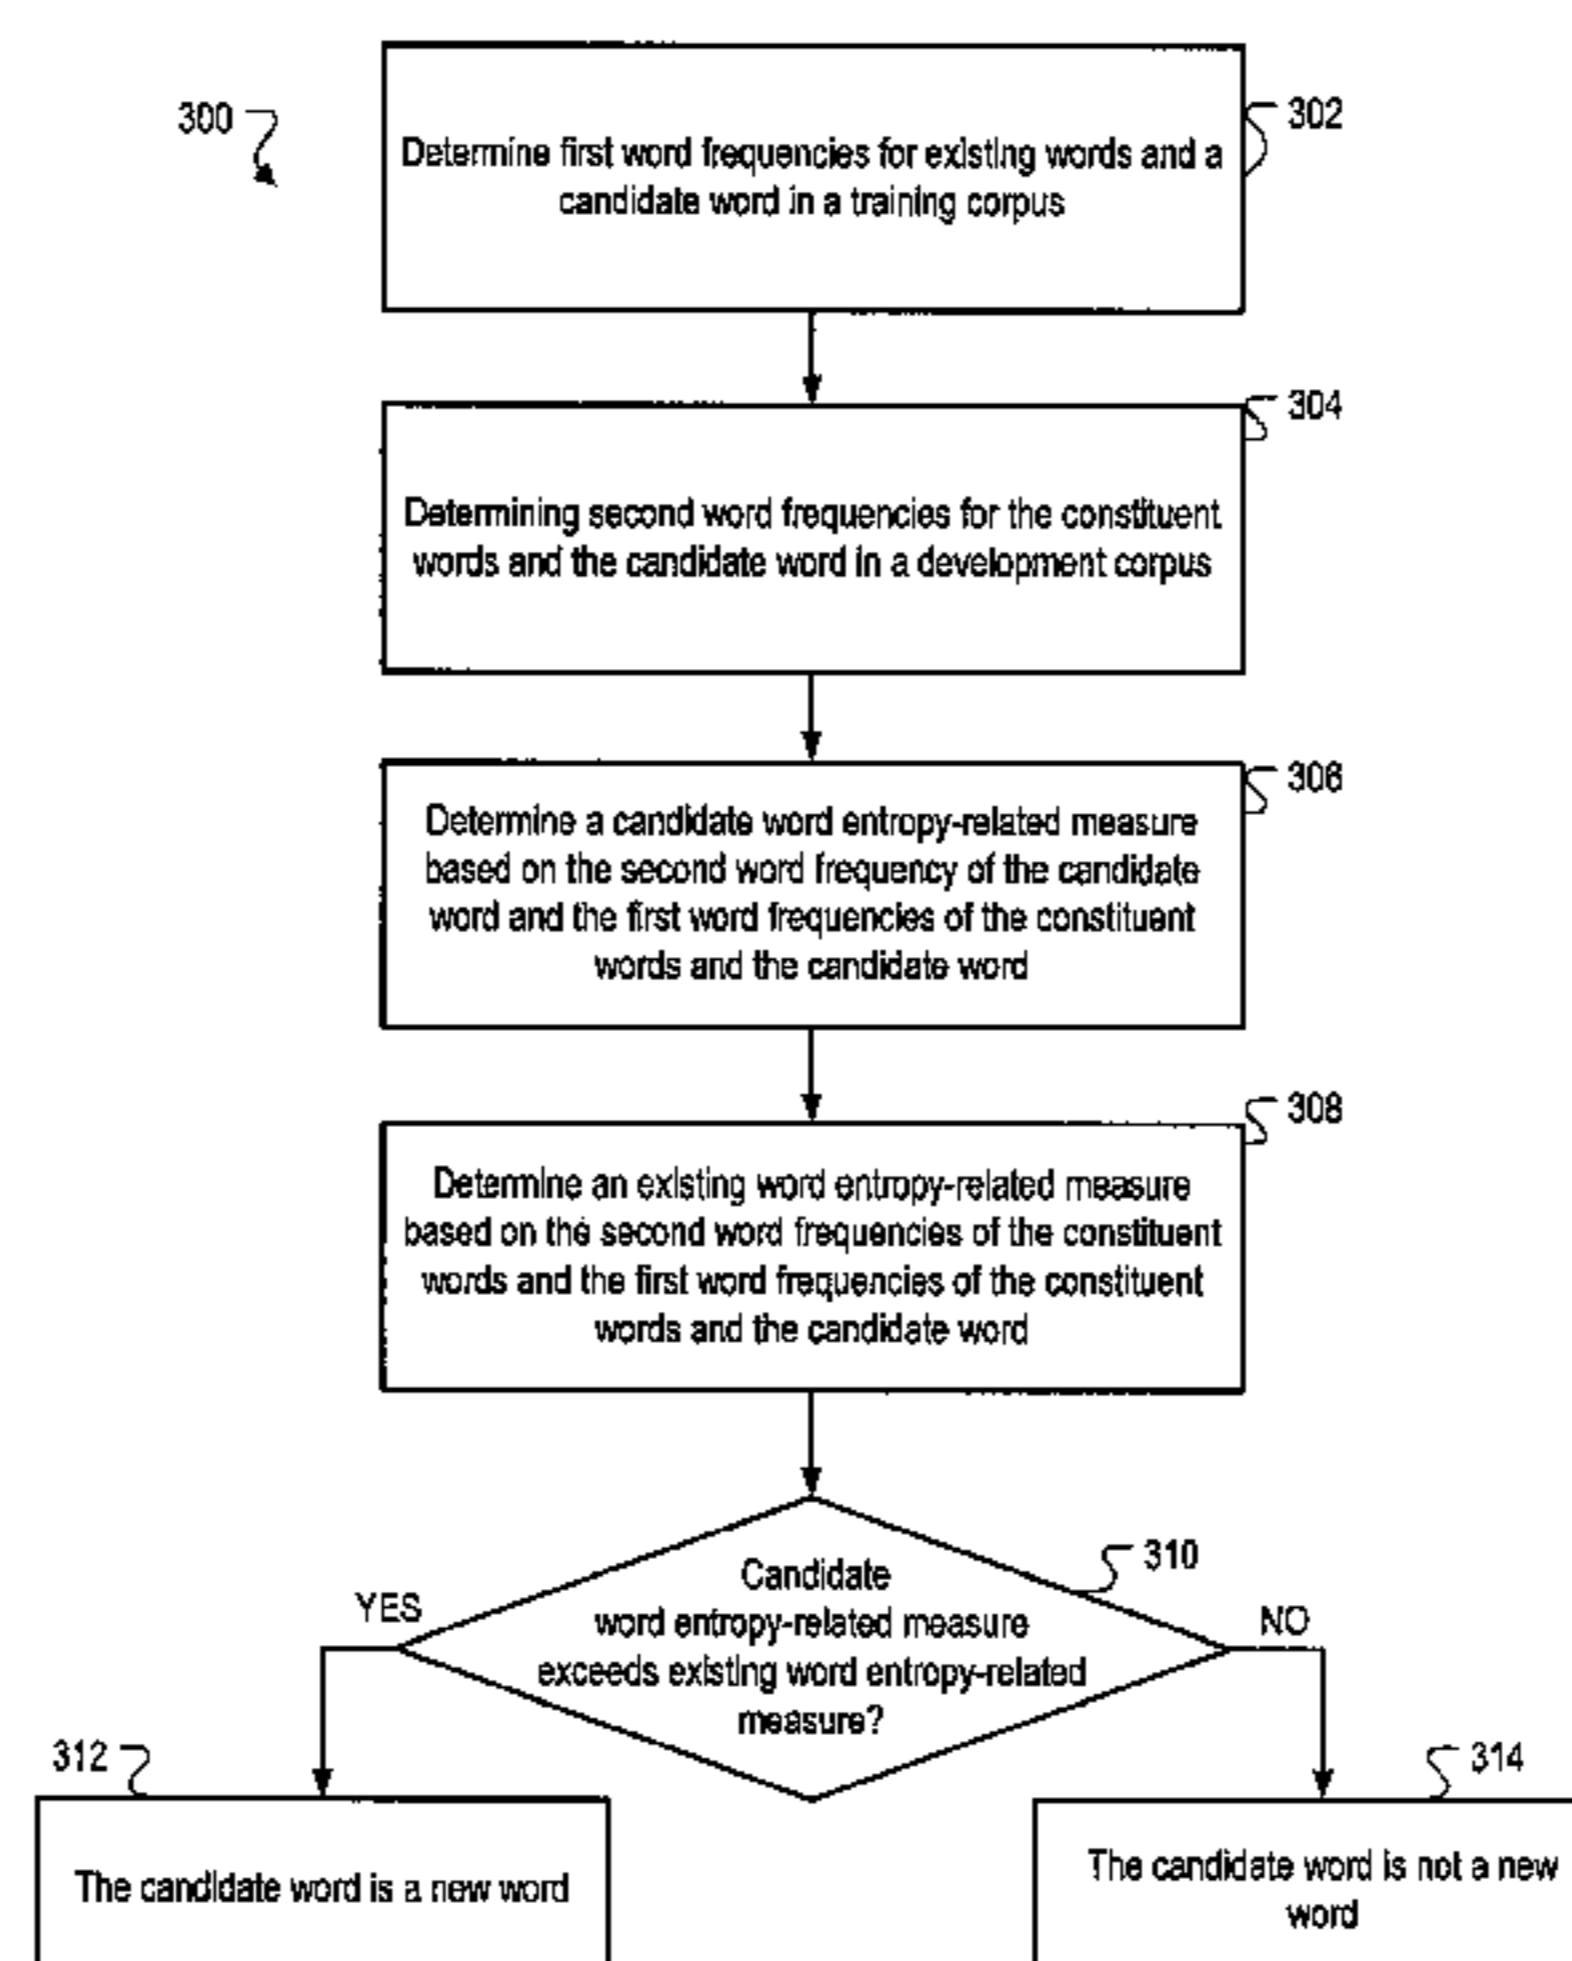 300
302
Determine first word frequencies for existing words and a
candidate word in a training corpus
304
Determining second word frequencies for the constituent
words and the candidate word in a development corpus
306
Determine a candidate word entropy-related measure
based on the second word frequency of the candidate
word and the first word frequencies of the constituent
words and the candidate word
308
Determine an existing word entropy-related measure
based on the second word frequencies of the constituent
words and the first word frequencies of the constituent
words and the candidate word
310
Candidate
word entropy-related measure
exceeds existing word entropy-related
measure?
YES
NO
312
The candidate word is a new word
314
The candidate word is not a new
word